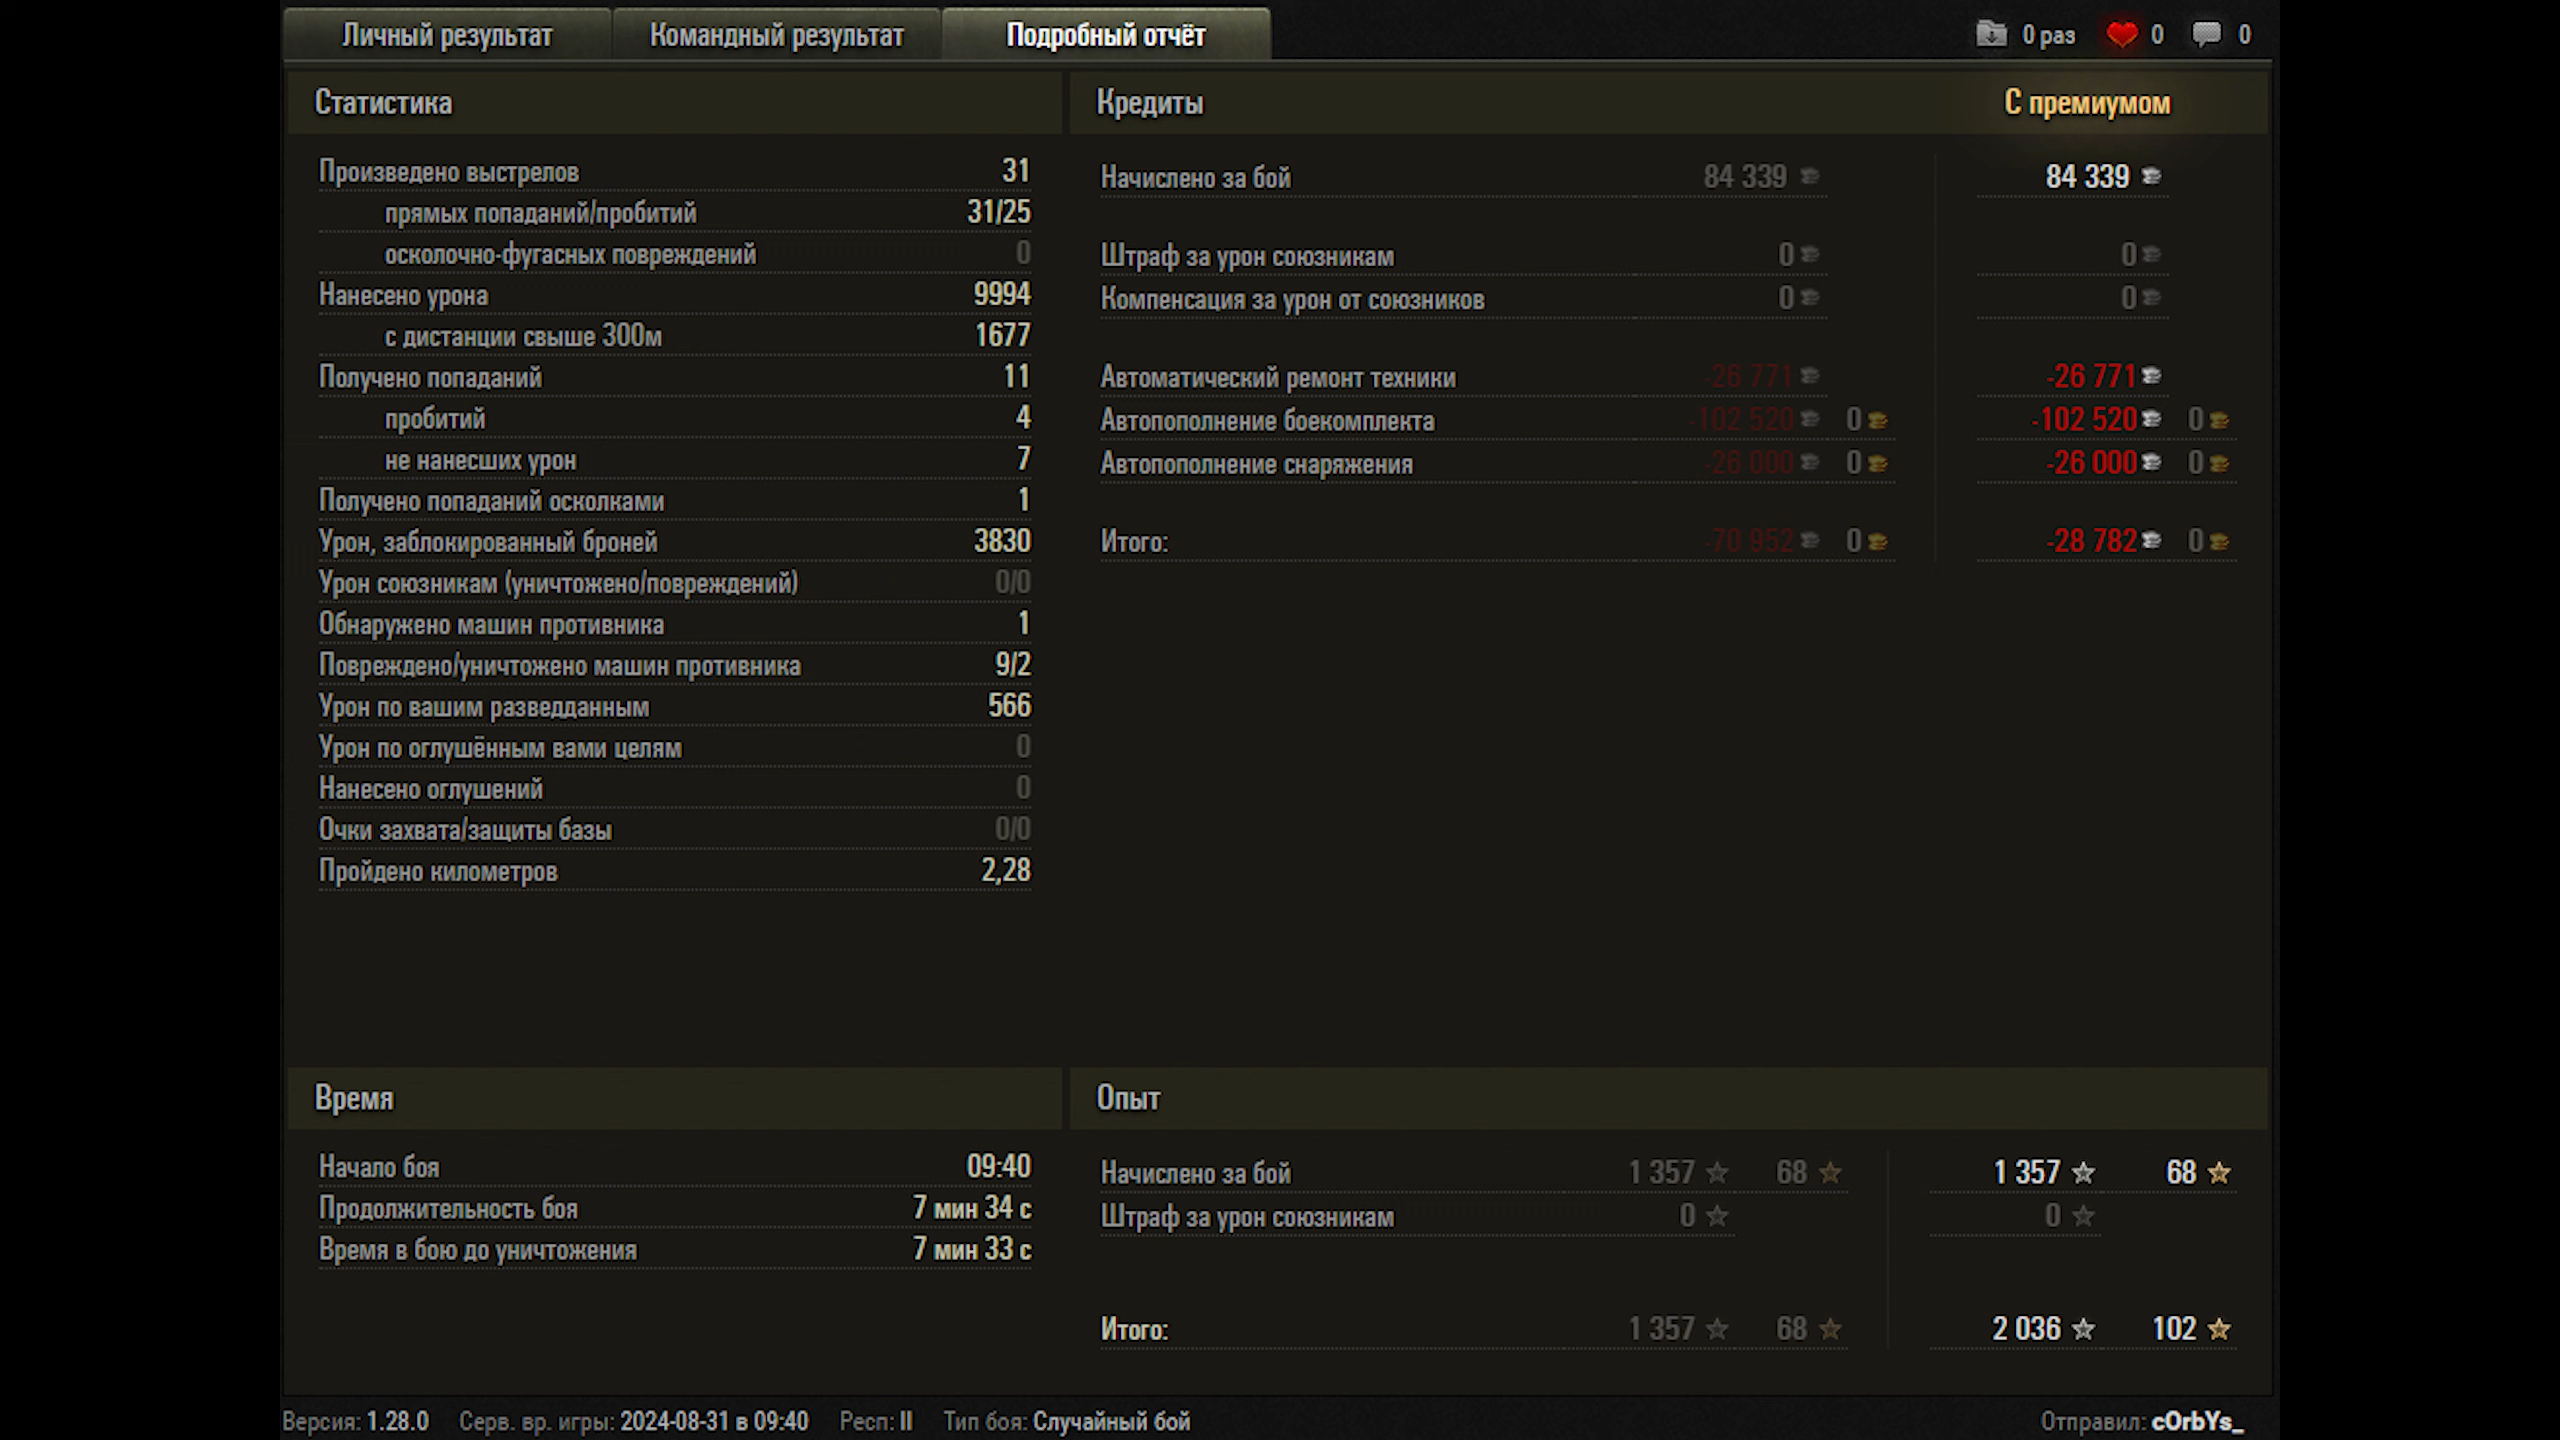 Личный результат Командный результат Подробный отчёт 0 раз 0 0
Статистика
Произведено выстрелов 31
прямых попаданий/пробитий 31/25
осколочно-фугасных повреждений 0
Нанесено урона 9994
с дистанции свыше 300м 1677
Получено попаданий 11
пробитий 4
не нанесших урон 7
Получено попаданий осколками 1
Урон, заблокированный броней 3830
Урон союзникам (уничтожено/повреждений) 0/0
Обнаружено машин противника 1
Повреждено/уничтожено машин противника 9/2
Урон по вашим разведданным 566
Урон по оглушённым вами целям 0
Нанесено оглушений 0
Очки захвата/защиты базы 0/0
Пройдено километров 2,28
Кредиты С премиумом
Начислено за бой 84 339 84 339
Штраф за урон союзникам 0 0
Компенсация за урон от союзников 0 0
Автоматический ремонт техники -26 771 -26 771
Автопополнение боекомплекта -102 520 0 -102 520 0
Автопополнение снаряжения -26 000 0 -26 000 0
Итого: -70 952 0 -28 782 0
Время
Начало боя 09:40
Продолжительность боя 7 мин 34 с
Время в бою до уничтожения 7 мин 33 с
Опыт
Начислено за бой 1 357 68 1 357 68
Штраф за урон союзникам 0 0
Итого: 1 357 68 2 036 102
Версия: 1.28.0 Серв. вр. игры: 2024-08-31 в 09:40 Респ: II Тип боя: Случайный бой Отправил: cOrbYs_